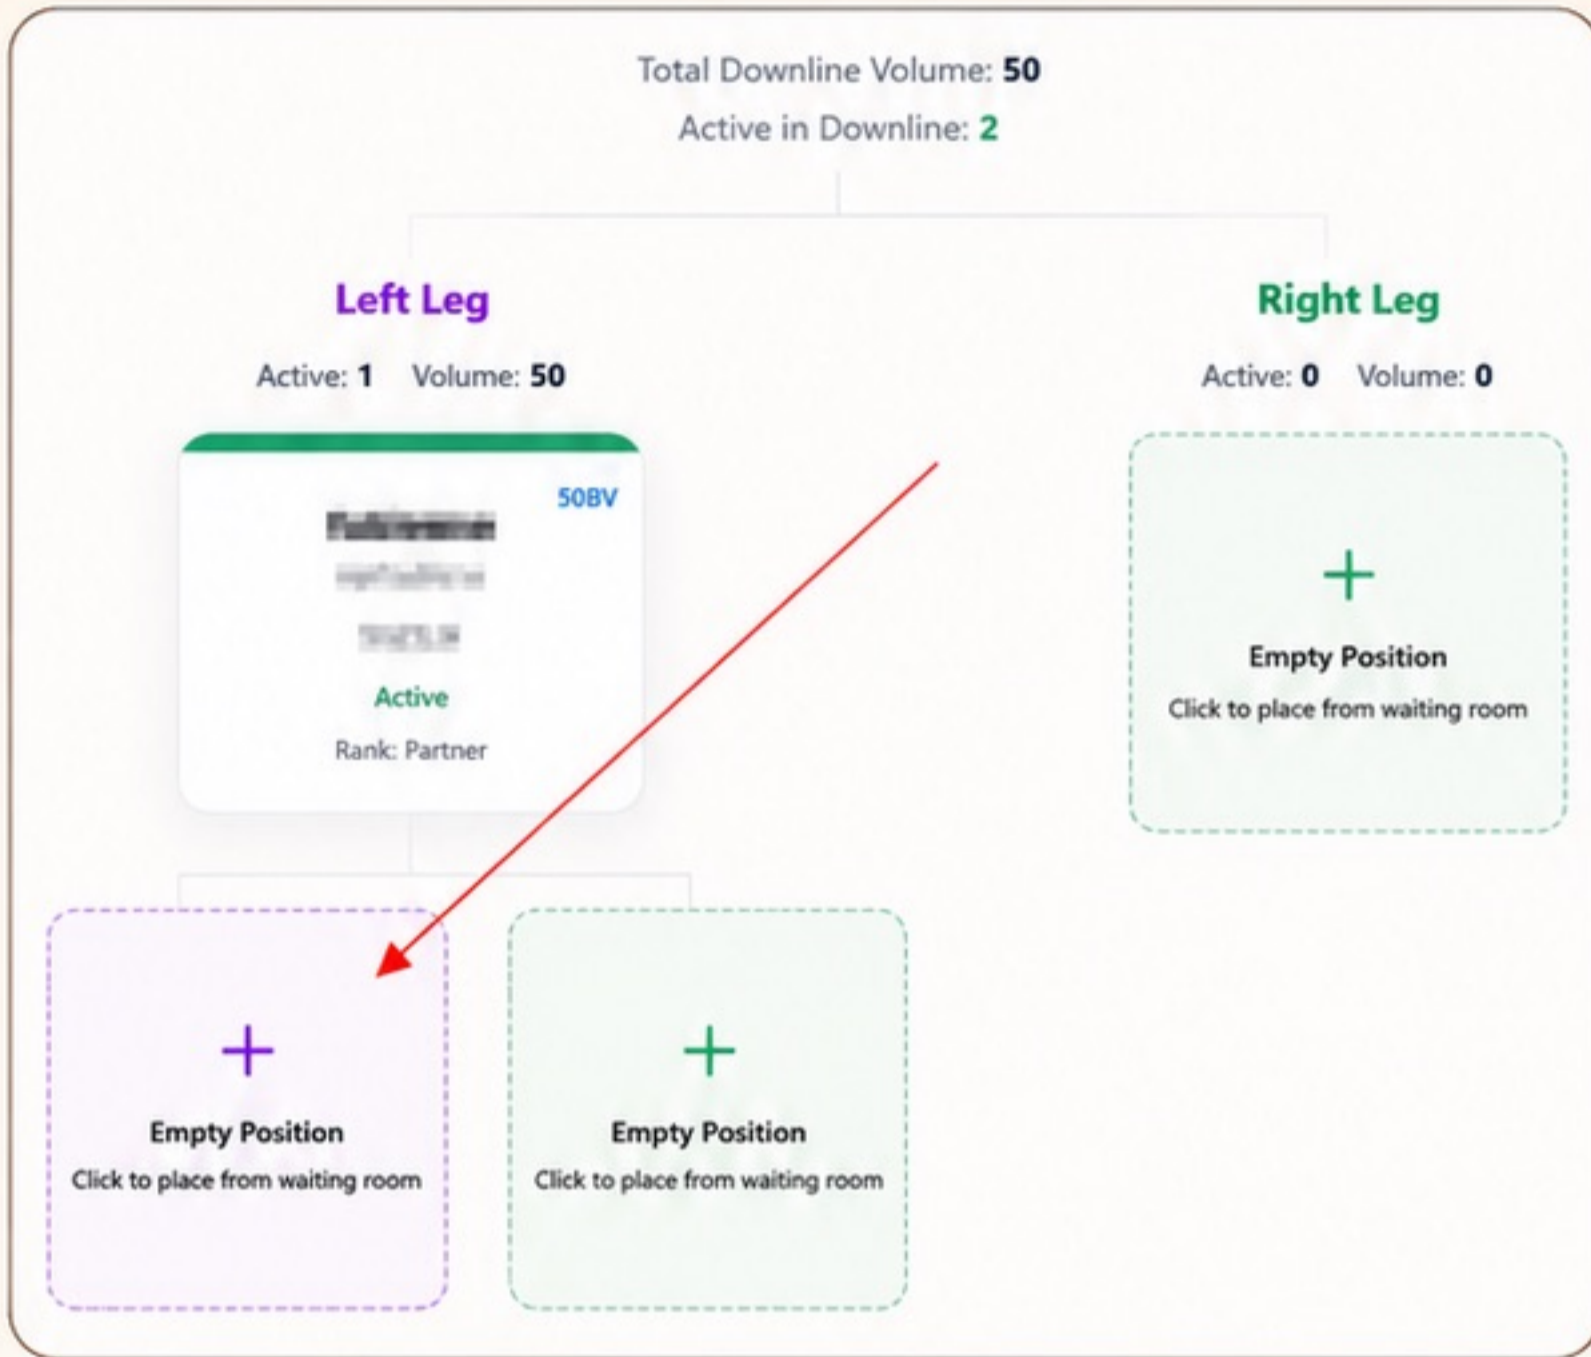 Total Downline Volume: 50
Active in Downline: 2
Left Leg
Active: 1 Volume: 50
50BV
Active
Rank: Partner
Right Leg
Active: 0 Volume: 0
Empty Position
Click to place from waiting room
Empty Position
Click to place from waiting room
Empty Position
Click to place from waiting room